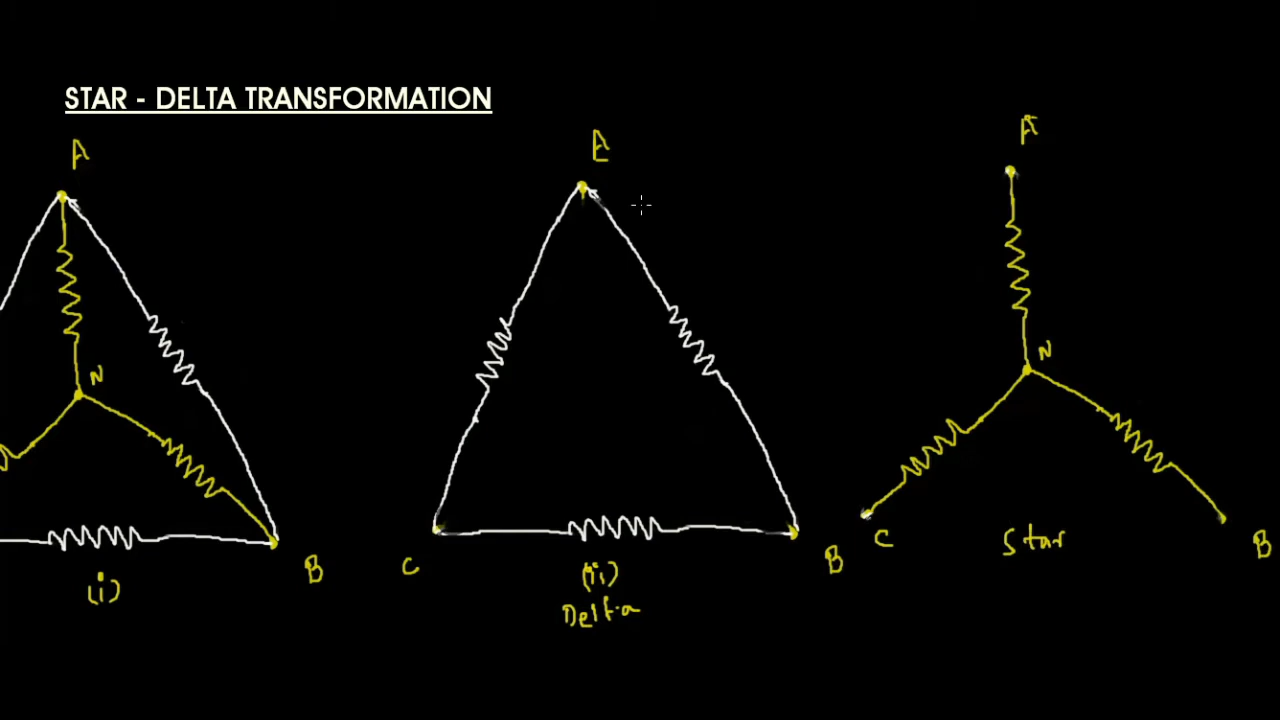 STAR - DELTA TRANSFORMATION
A
N
B
(i)
A
C
B
(ii)
Delta
A
N
C
B
Star